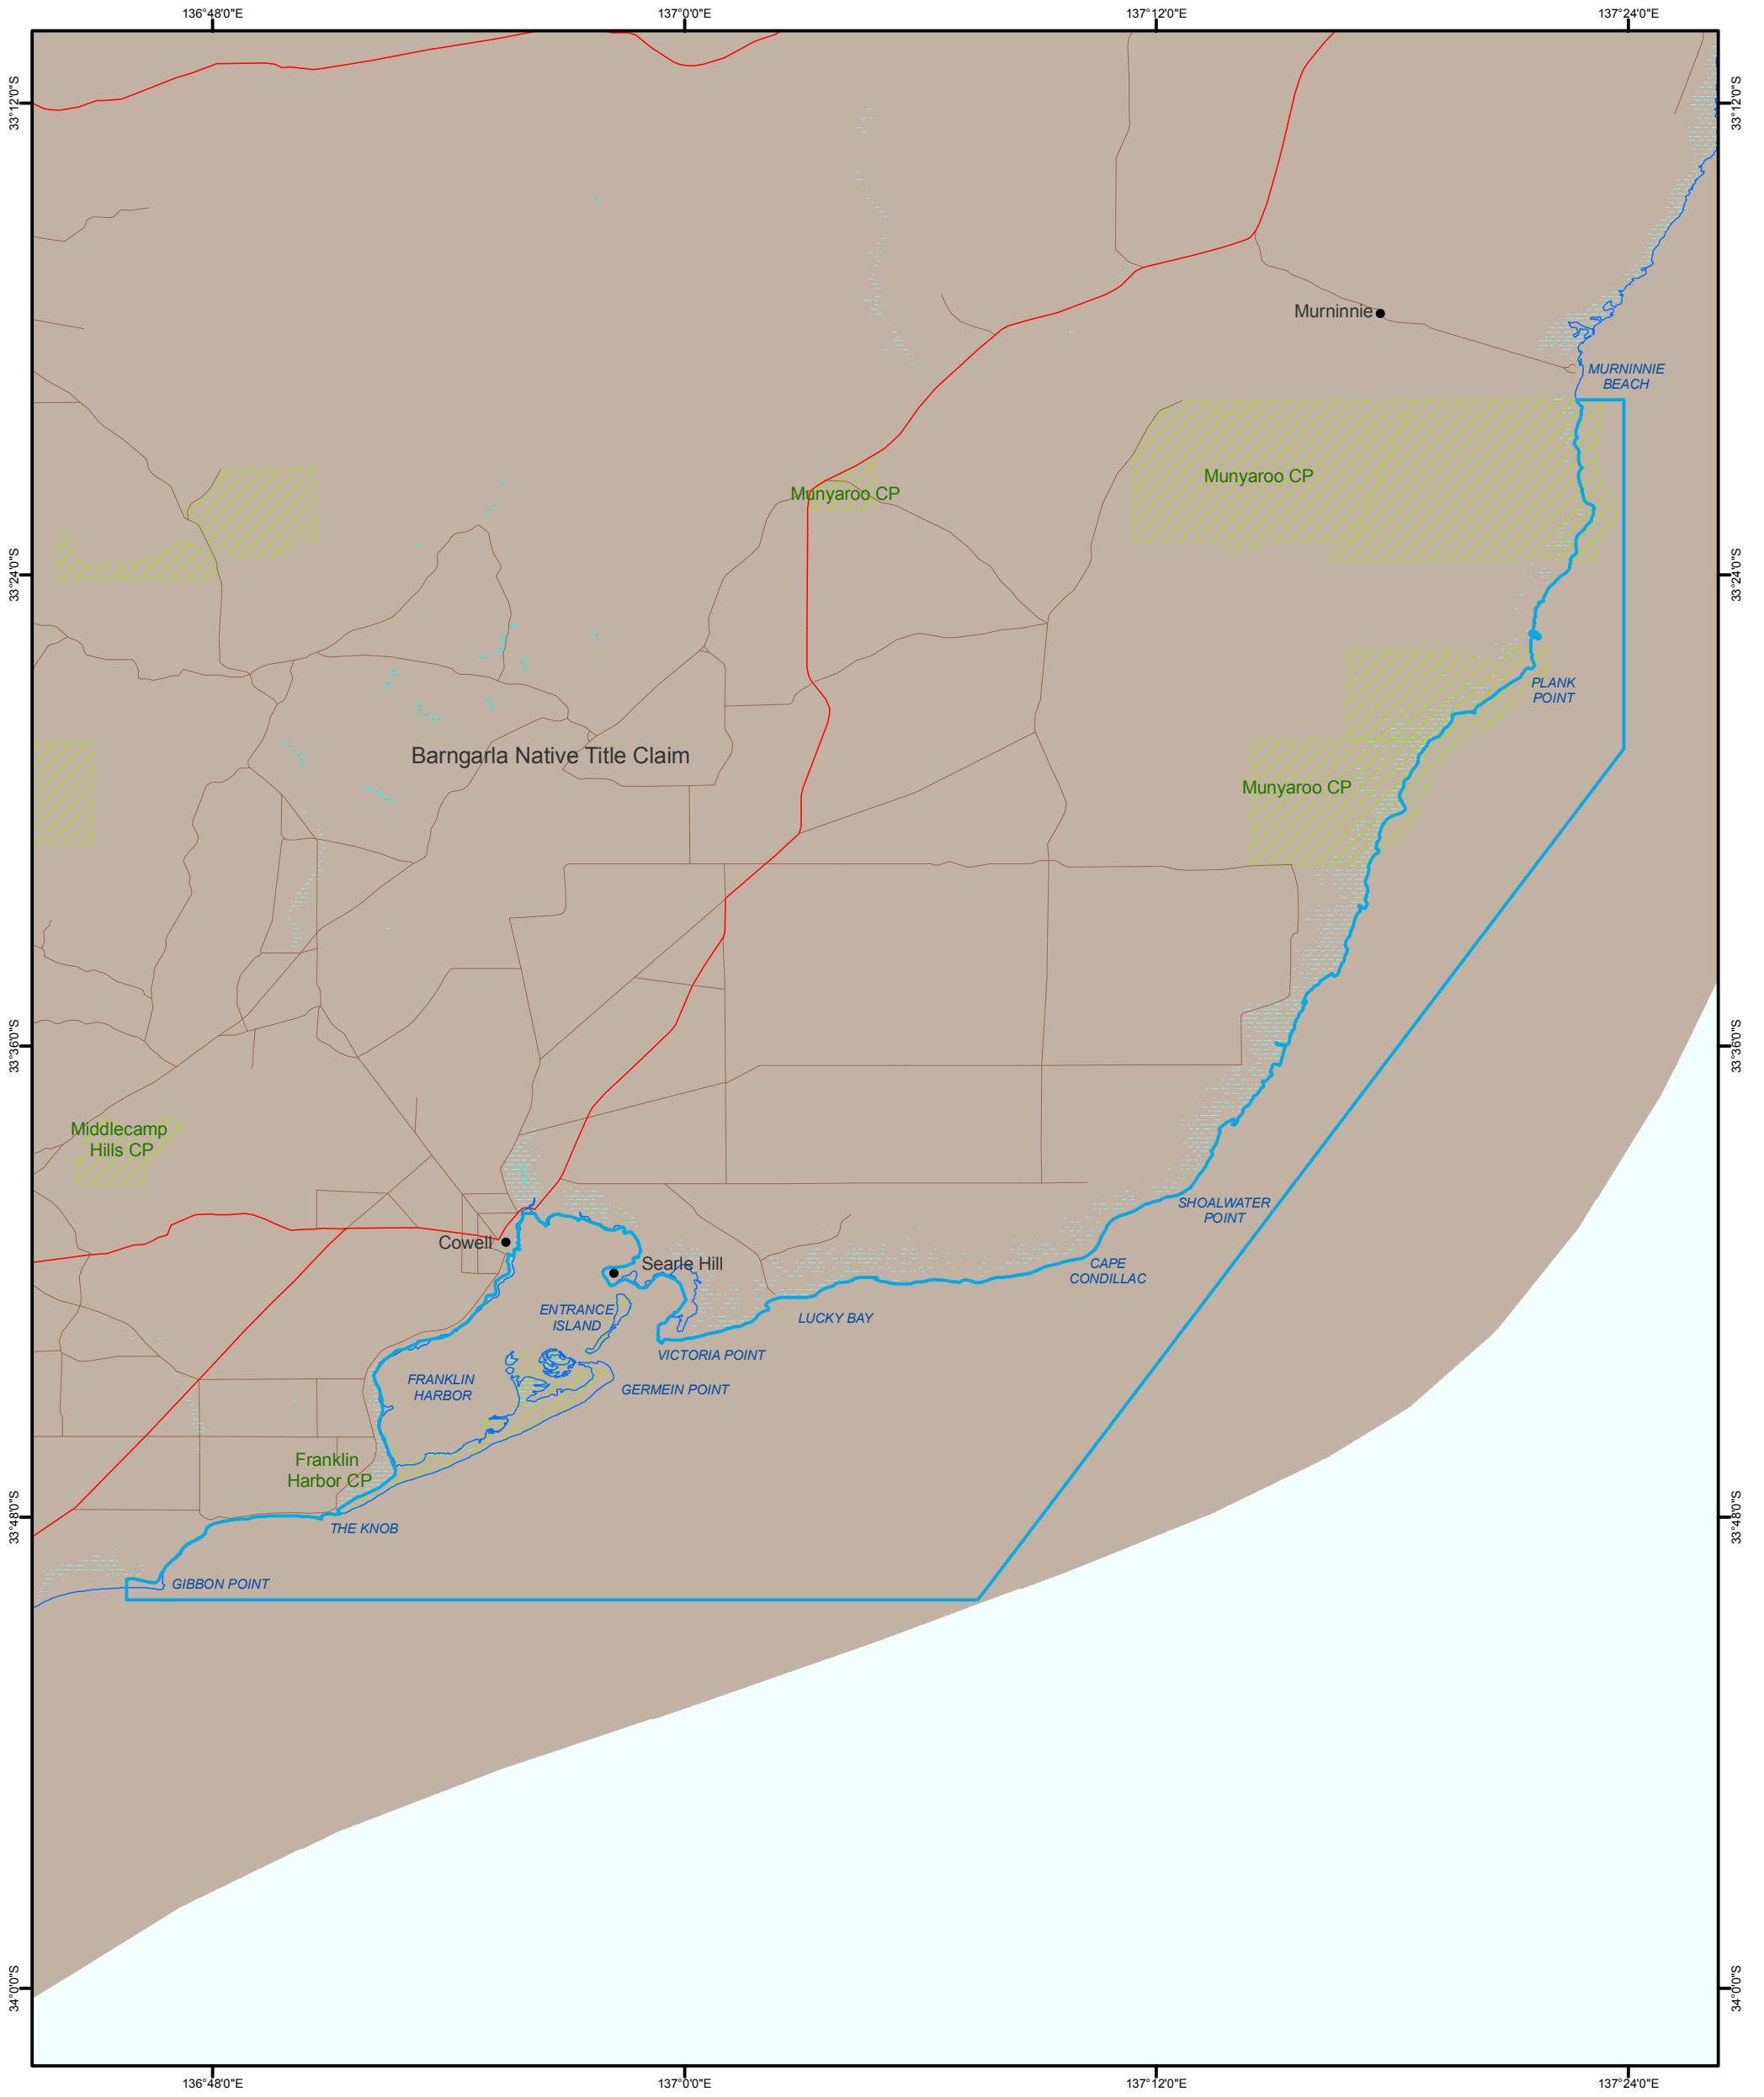 136°48'0"E
137°0'0"E
137°12'0"E
137°24'0"E
33°12'0"S
33°12'0"S
Murninnie
MURNINNIE
BEACH
Munyaroo CP
Munyaroo CP
33°24'0"S
33°24'0"S
PLANK
POINT
Barngarla Native Title Claim
Munyaroo CP
33°36'0"S
33°36'0"S
Middlecamp
Hills CP
SHOALWATER
POINT
Cowell
Searle Hill
CAPE
CONDILLAC
ENTRANCE
ISLAND
LUCKY BAY
VICTORIA POINT
FRANKLIN
HARBOR
GERMEIN POINT
Franklin
Harbor CP
33°48'0"S
33°48'0"S
THE KNOB
GIBBON POINT
34°0'0"S
34°0'0"S
136°48'0"E
137°0'0"E
137°12'0"E
137°24'0"E